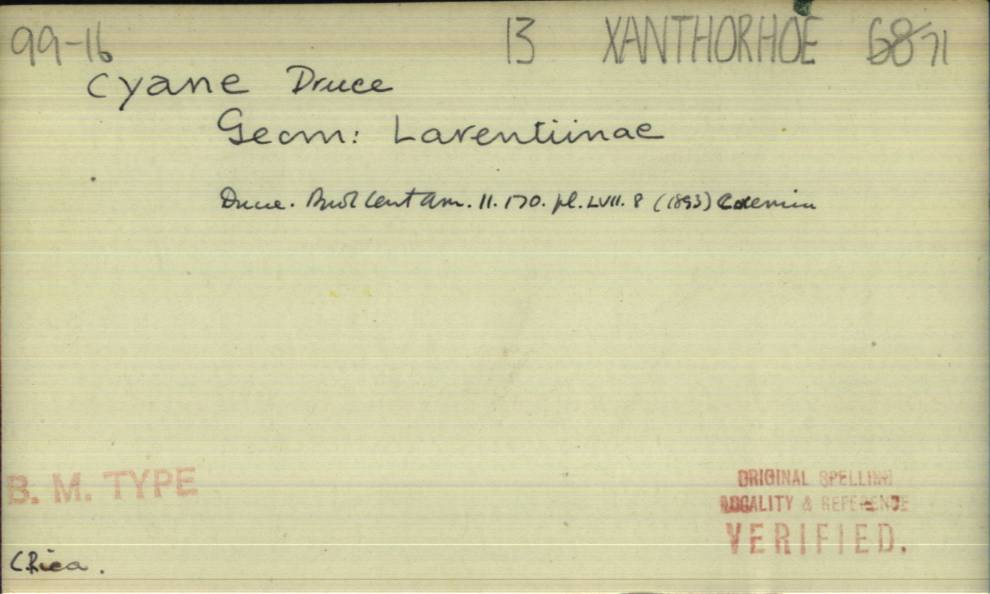 99-16 13 XANTHORHOE 6871
cyane Druce
Geom: Larentiinae
Druce. Biol Cent Am. II. 170. pl. LVII. 8 (1893)
B. M. TYPE
ORIGINAL SPELLING
LOCALITY & REFERENCE
VERIFIED.
C Rica.